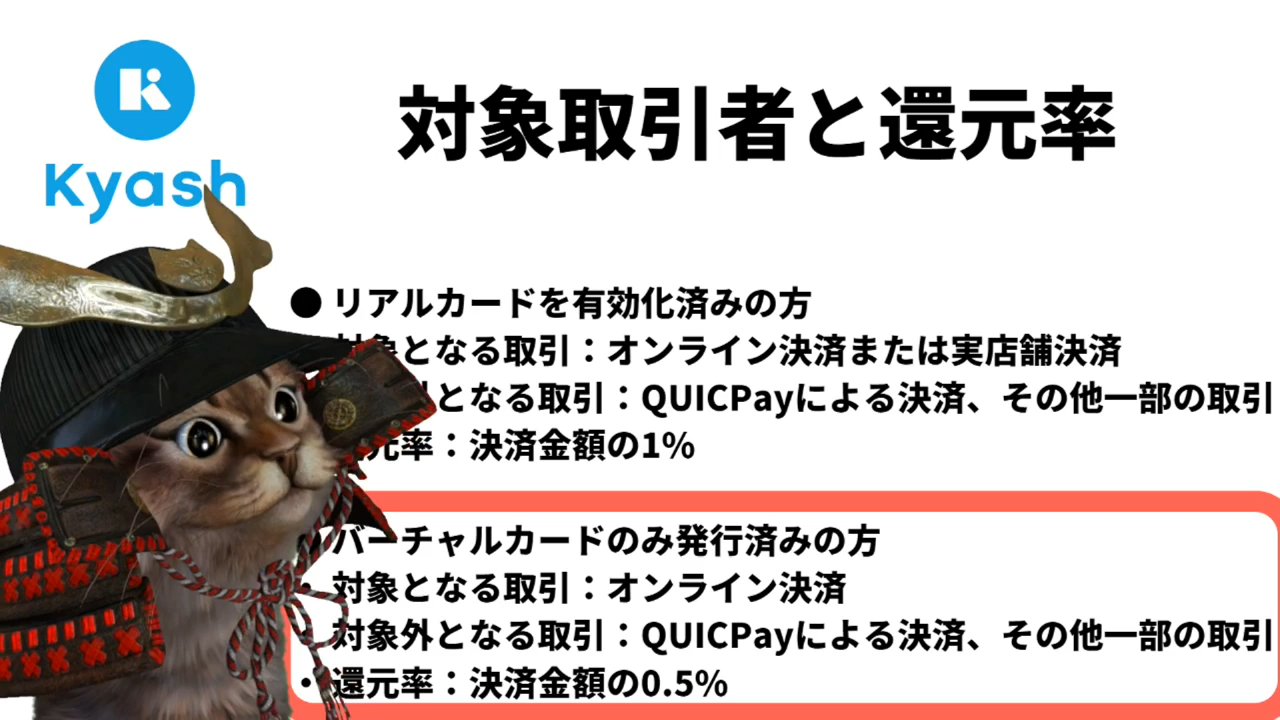 Kyash
対象取引者と還元率
● リアルカードを有効化済みの方
対象となる取引：オンライン決済または実店舗決済
となる取引：QUICPayによる決済、その他一部の取引
元率：決済金額の1%
バーチャルカードのみ発行済みの方
・ 対象となる取引：オンライン決済
対象外となる取引：QUICPayによる決済、その他一部の取引
・ 還元率：決済金額の0.5%